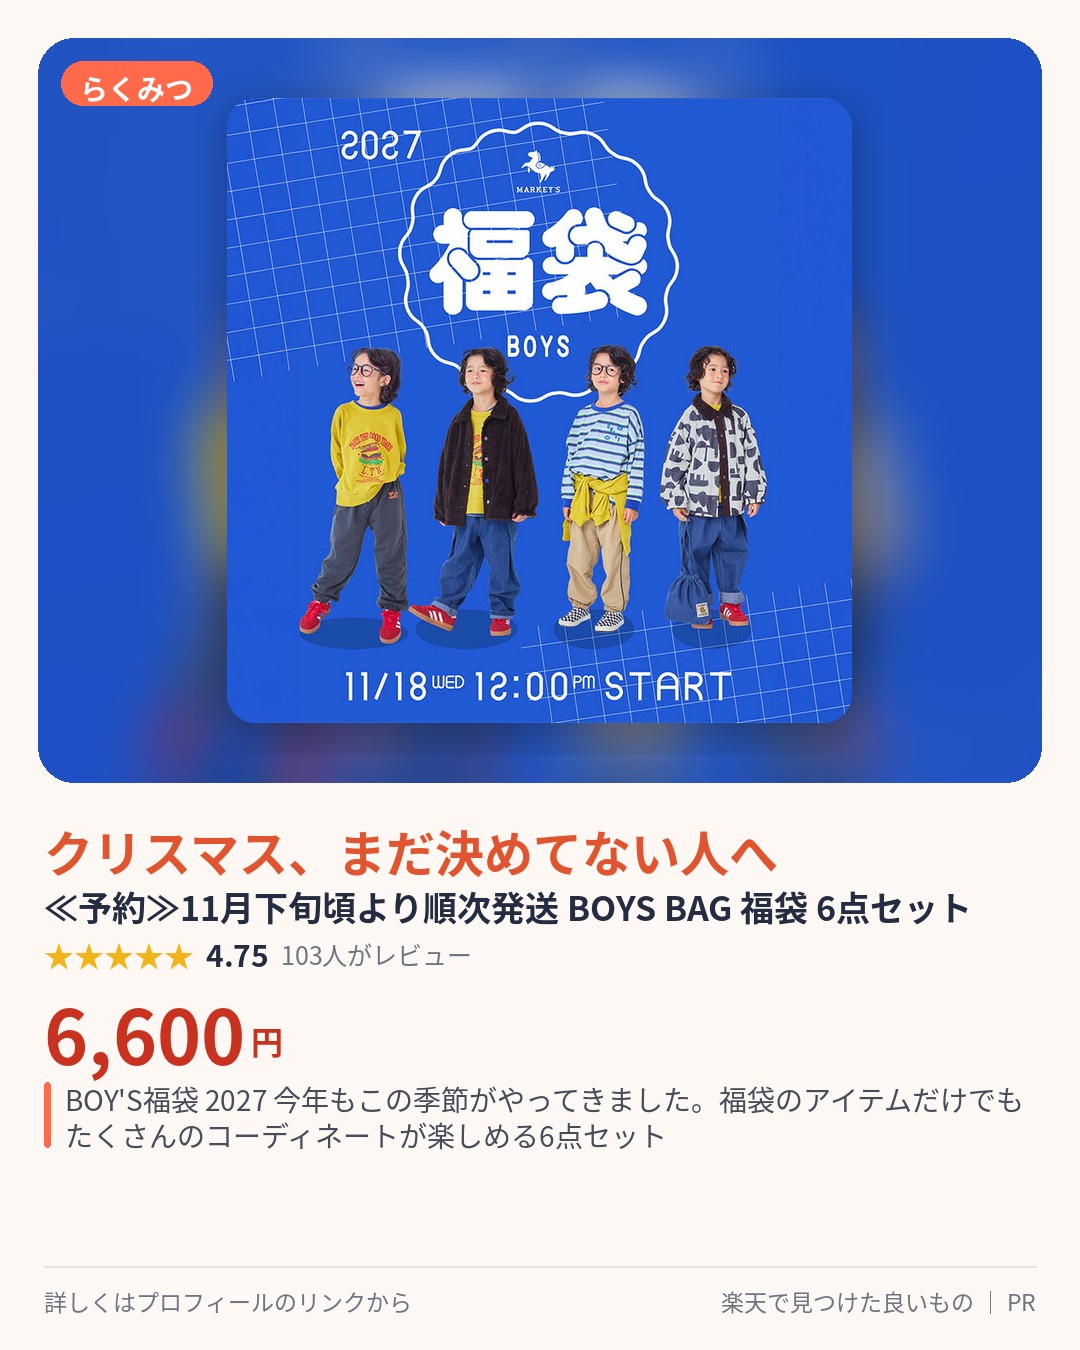 らくみつ
2027
MARKEY'S
福袋
BOYS
11/18 WED 12:00 PM START
クリスマス、まだ決めてない人へ
≪予約≫11月下旬頃より順次発送 BOYS BAG 福袋 6点セット
★★★★★ 4.75 103人がレビュー
6,600円
BOY'S福袋 2027 今年もこの季節がやってきました。福袋のアイテムだけでも
たくさんのコーディネートが楽しめる6点セット
詳しくはプロフィールのリンクから
楽天で見つけた良いもの | PR